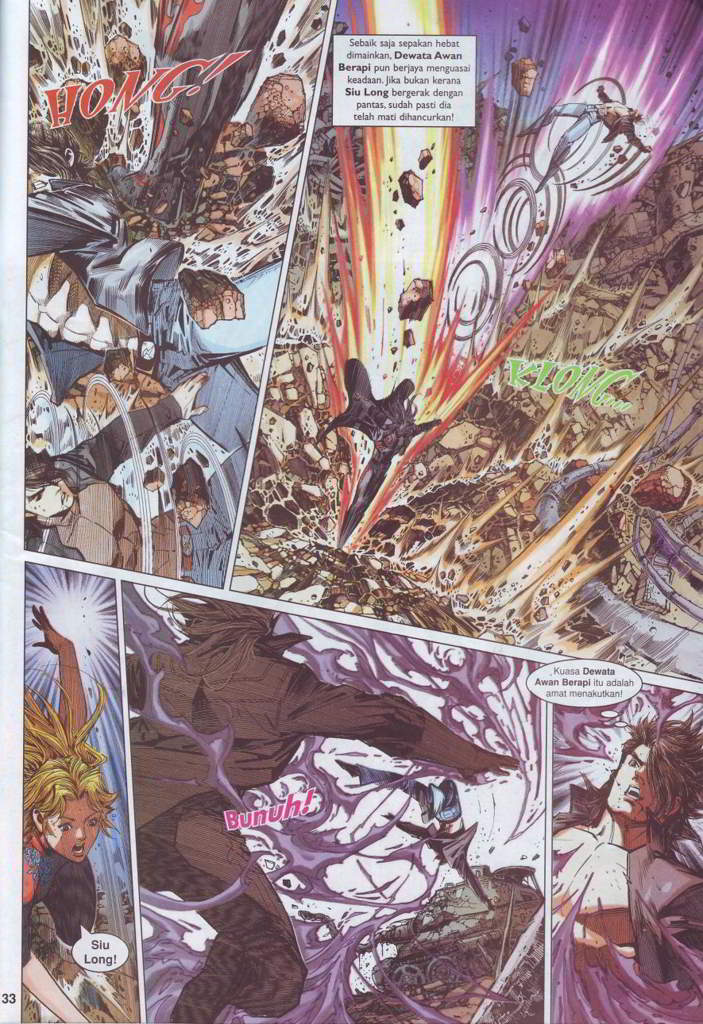 HONG!!
Sebaik saja sepakan hebat
dimainkan, Dewata Awan
Berapi pun berjaya menguasai
keadaan. Jika bukan kerana
Siu Long bergerak dengan
pantas, sudah pasti dia
telah mati dihancurkan!
KLONG...
Siu
Long!
Bunuh!
Kuasa Dewata
Awan Berapi itu adalah
amat menakutkan!
33